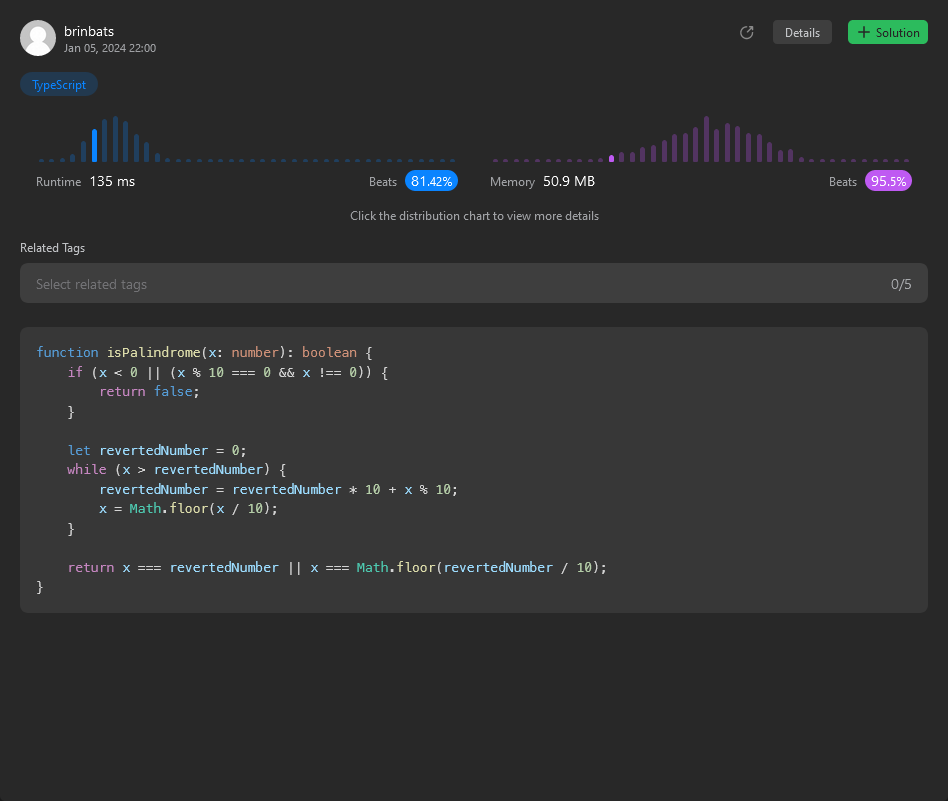 brinbats
Jan 05, 2024 22:00
Details
Solution
TypeScript
Runtime 135 ms Beats 81.42% Memory 50.9 MB Beats 95.5%
Click the distribution chart to view more details
Related Tags
Select related tags 0/5
function isPalindrome(x: number): boolean {
    if (x < 0 || (x % 10 === 0 && x !== 0)) {
        return false;
    }

    let revertedNumber = 0;
    while (x > revertedNumber) {
        revertedNumber = revertedNumber * 10 + x % 10;
        x = Math.floor(x / 10);
    }

    return x === revertedNumber || x === Math.floor(revertedNumber / 10);
}